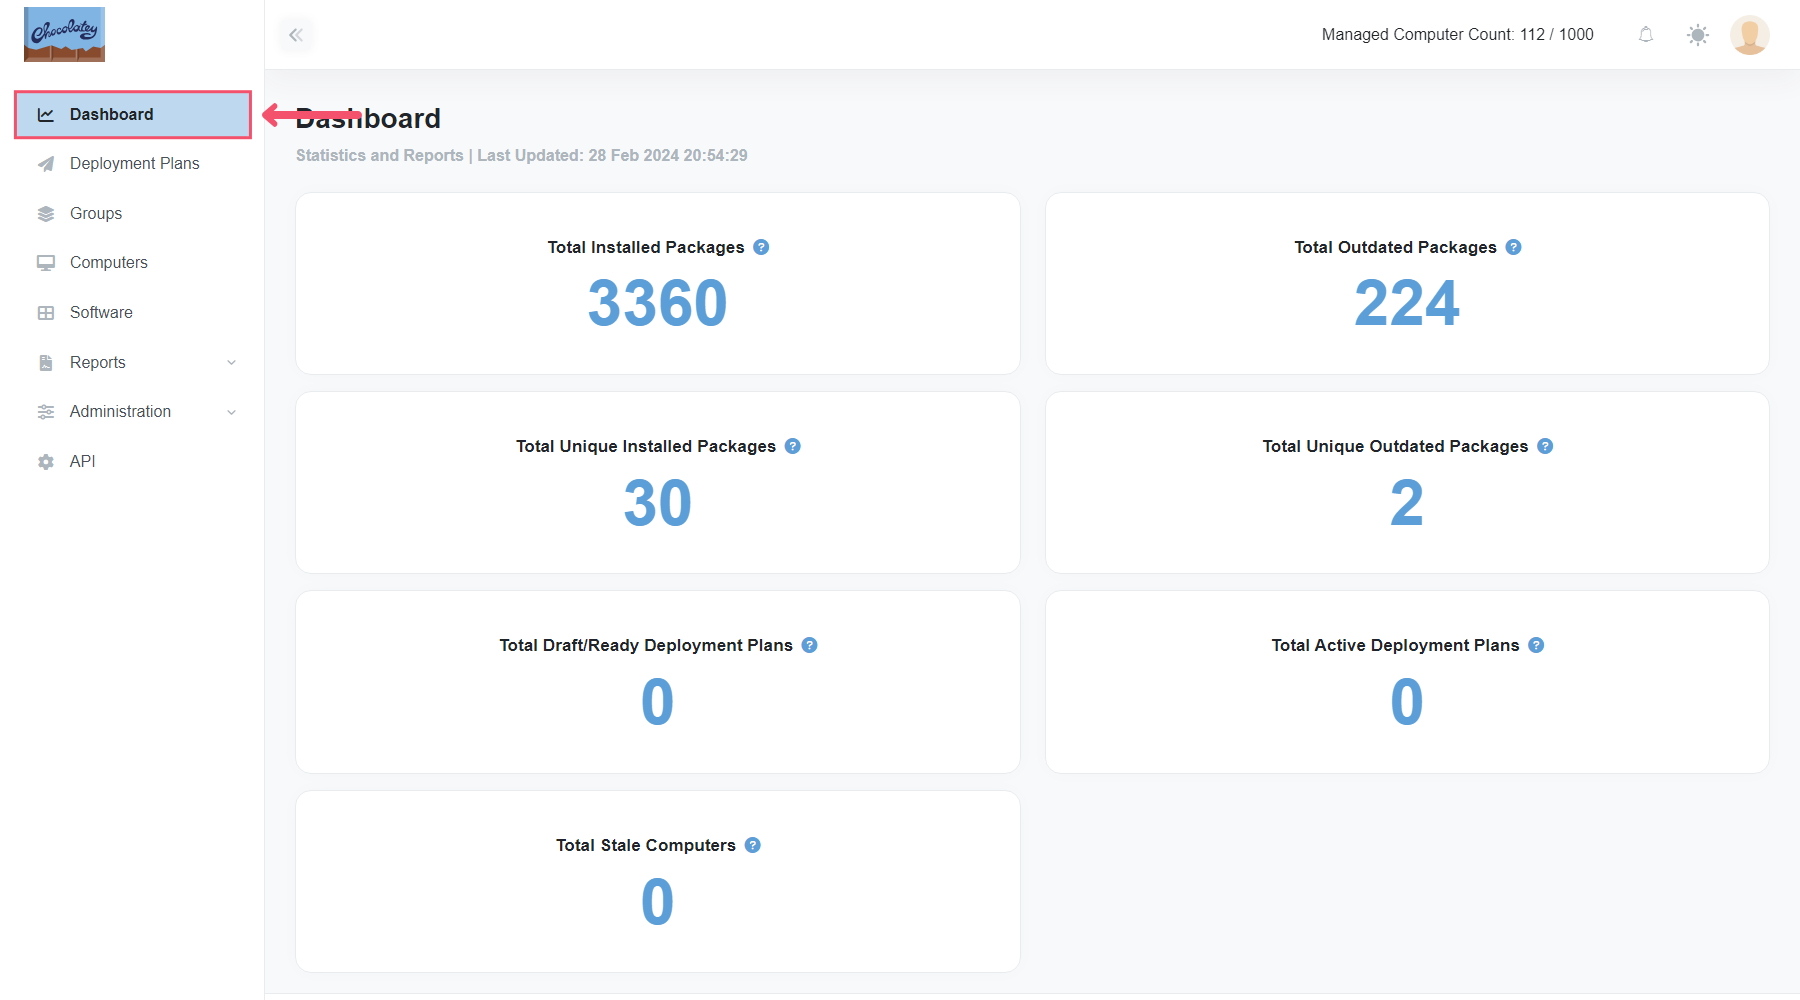 Chocolatey
Managed Computer Count: 112 / 1000
Dashboard
Deployment Plans
Groups
Computers
Software
Reports
Administration
API
Dashboard
Statistics and Reports | Last Updated: 28 Feb 2024 20:54:29
Total Installed Packages ?
3360
Total Outdated Packages ?
224
Total Unique Installed Packages ?
30
Total Unique Outdated Packages ?
2
Total Draft/Ready Deployment Plans ?
0
Total Active Deployment Plans ?
0
Total Stale Computers ?
0